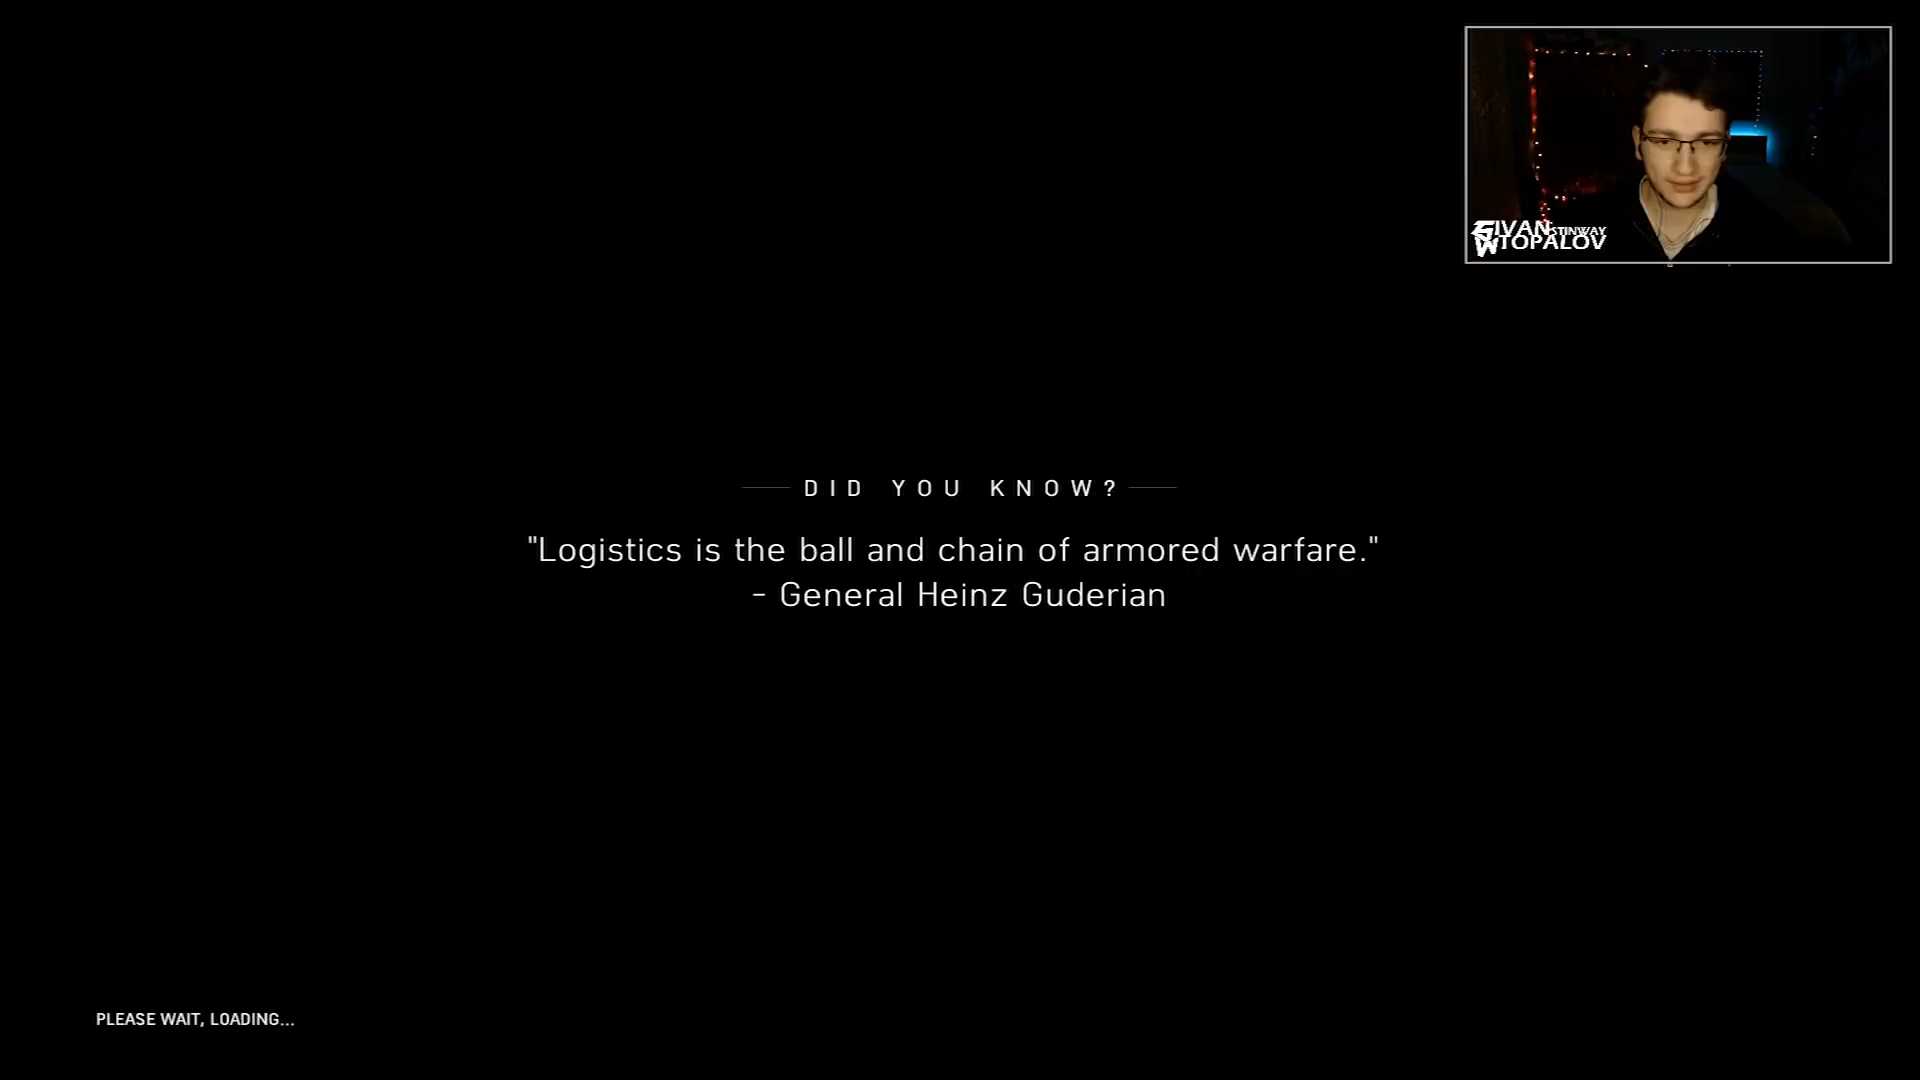 IVAN STINWAY
TOPALOV
DID YOU KNOW?
"Logistics is the ball and chain of armored warfare."
- General Heinz Guderian
PLEASE WAIT, LOADING...